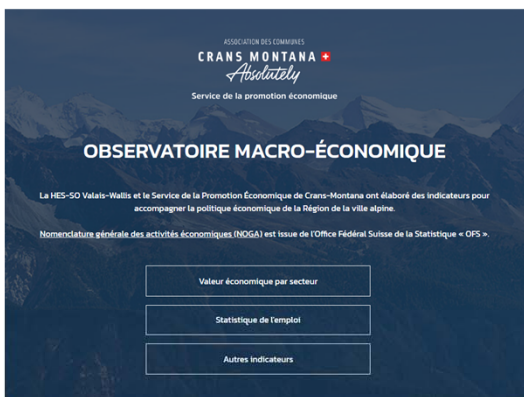 ASSOCIATION DES COMMUNES
CRANS MONTANA
Absolutely
Service de la promotion économique
OBSERVATOIRE MACRO-ÉCONOMIQUE
La HES-SO Valais-Wallis et le Service de la Promotion Économique de Crans-Montana ont élaboré des indicateurs pour
accompagner la politique économique de la Région de la ville alpine.
Nomenclature générale des activités économiques (NOGA) est issue de l'Office Fédéral Suisse de la Statistique « OFS ».
Valeur économique par secteur
Statistique de l'emploi
Autres indicateurs